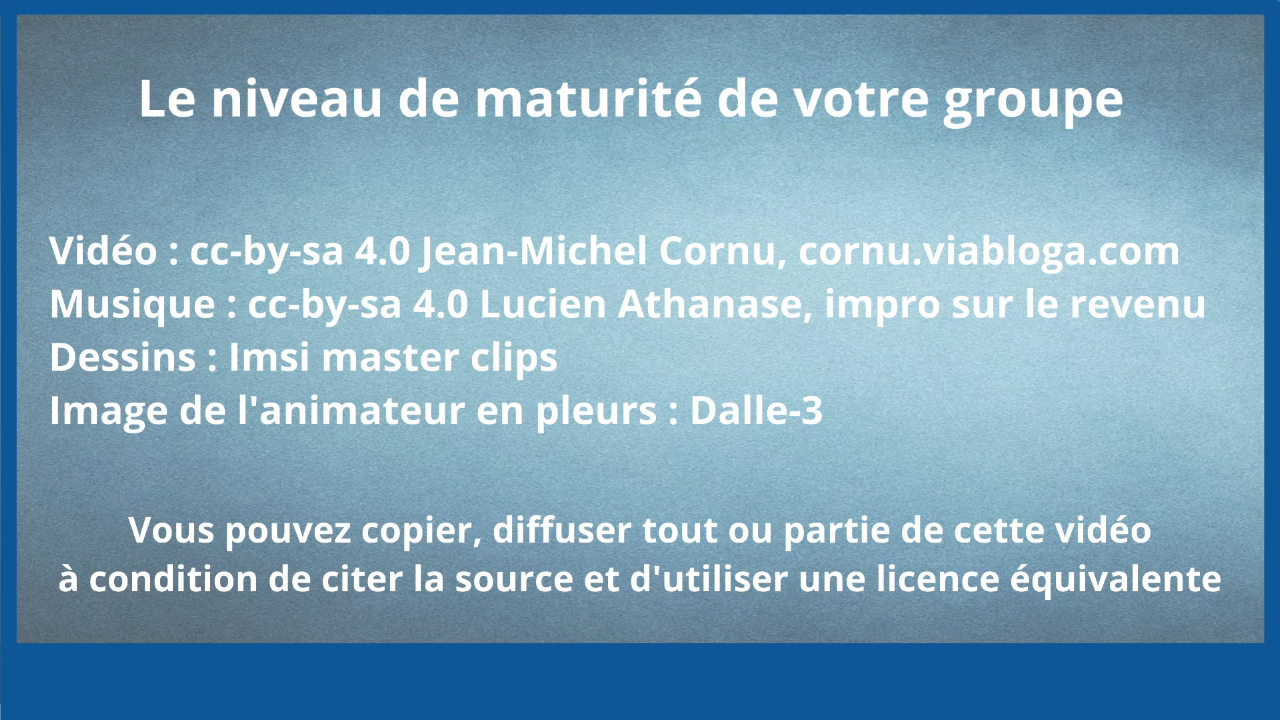 Le niveau de maturité de votre groupe
Vidéo : cc-by-sa 4.0 Jean-Michel Cornu, cornu.viabloga.com
Musique : cc-by-sa 4.0 Lucien Athanase, impro sur le revenu
Dessins : Imsi master clips
Image de l'animateur en pleurs : Dalle-3
Vous pouvez copier, diffuser tout ou partie de cette vidéo
à condition de citer la source et d'utiliser une licence équivalente